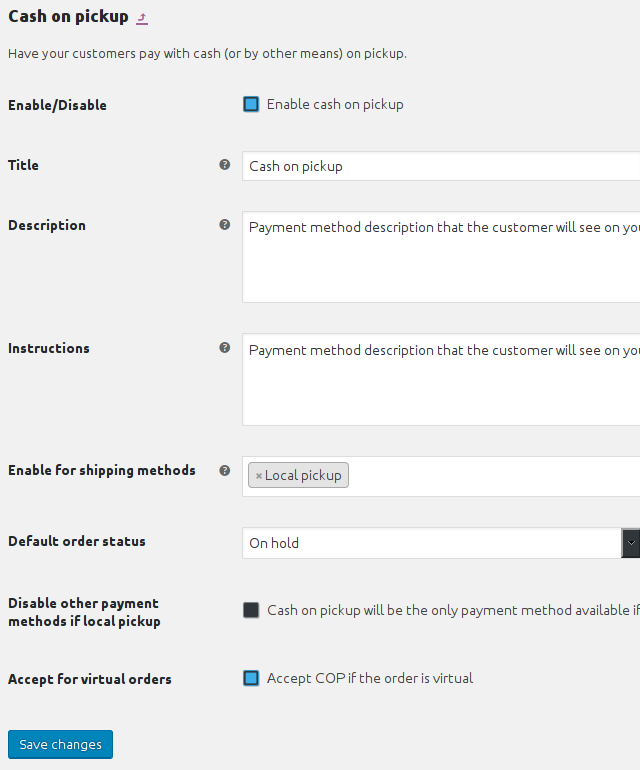 Cash on pickup
Have your customers pay with cash (or by other means) on pickup.
Enable/Disable
Enable cash on pickup
Title
Cash on pickup
Description
Payment method description that the customer will see on you
Instructions
Payment method description that the customer will see on you
Enable for shipping methods
× Local pickup
Default order status
On hold
Disable other payment
methods if local pickup
Cash on pickup will be the only payment method available if
Accept for virtual orders
Accept COP if the order is virtual
Save changes